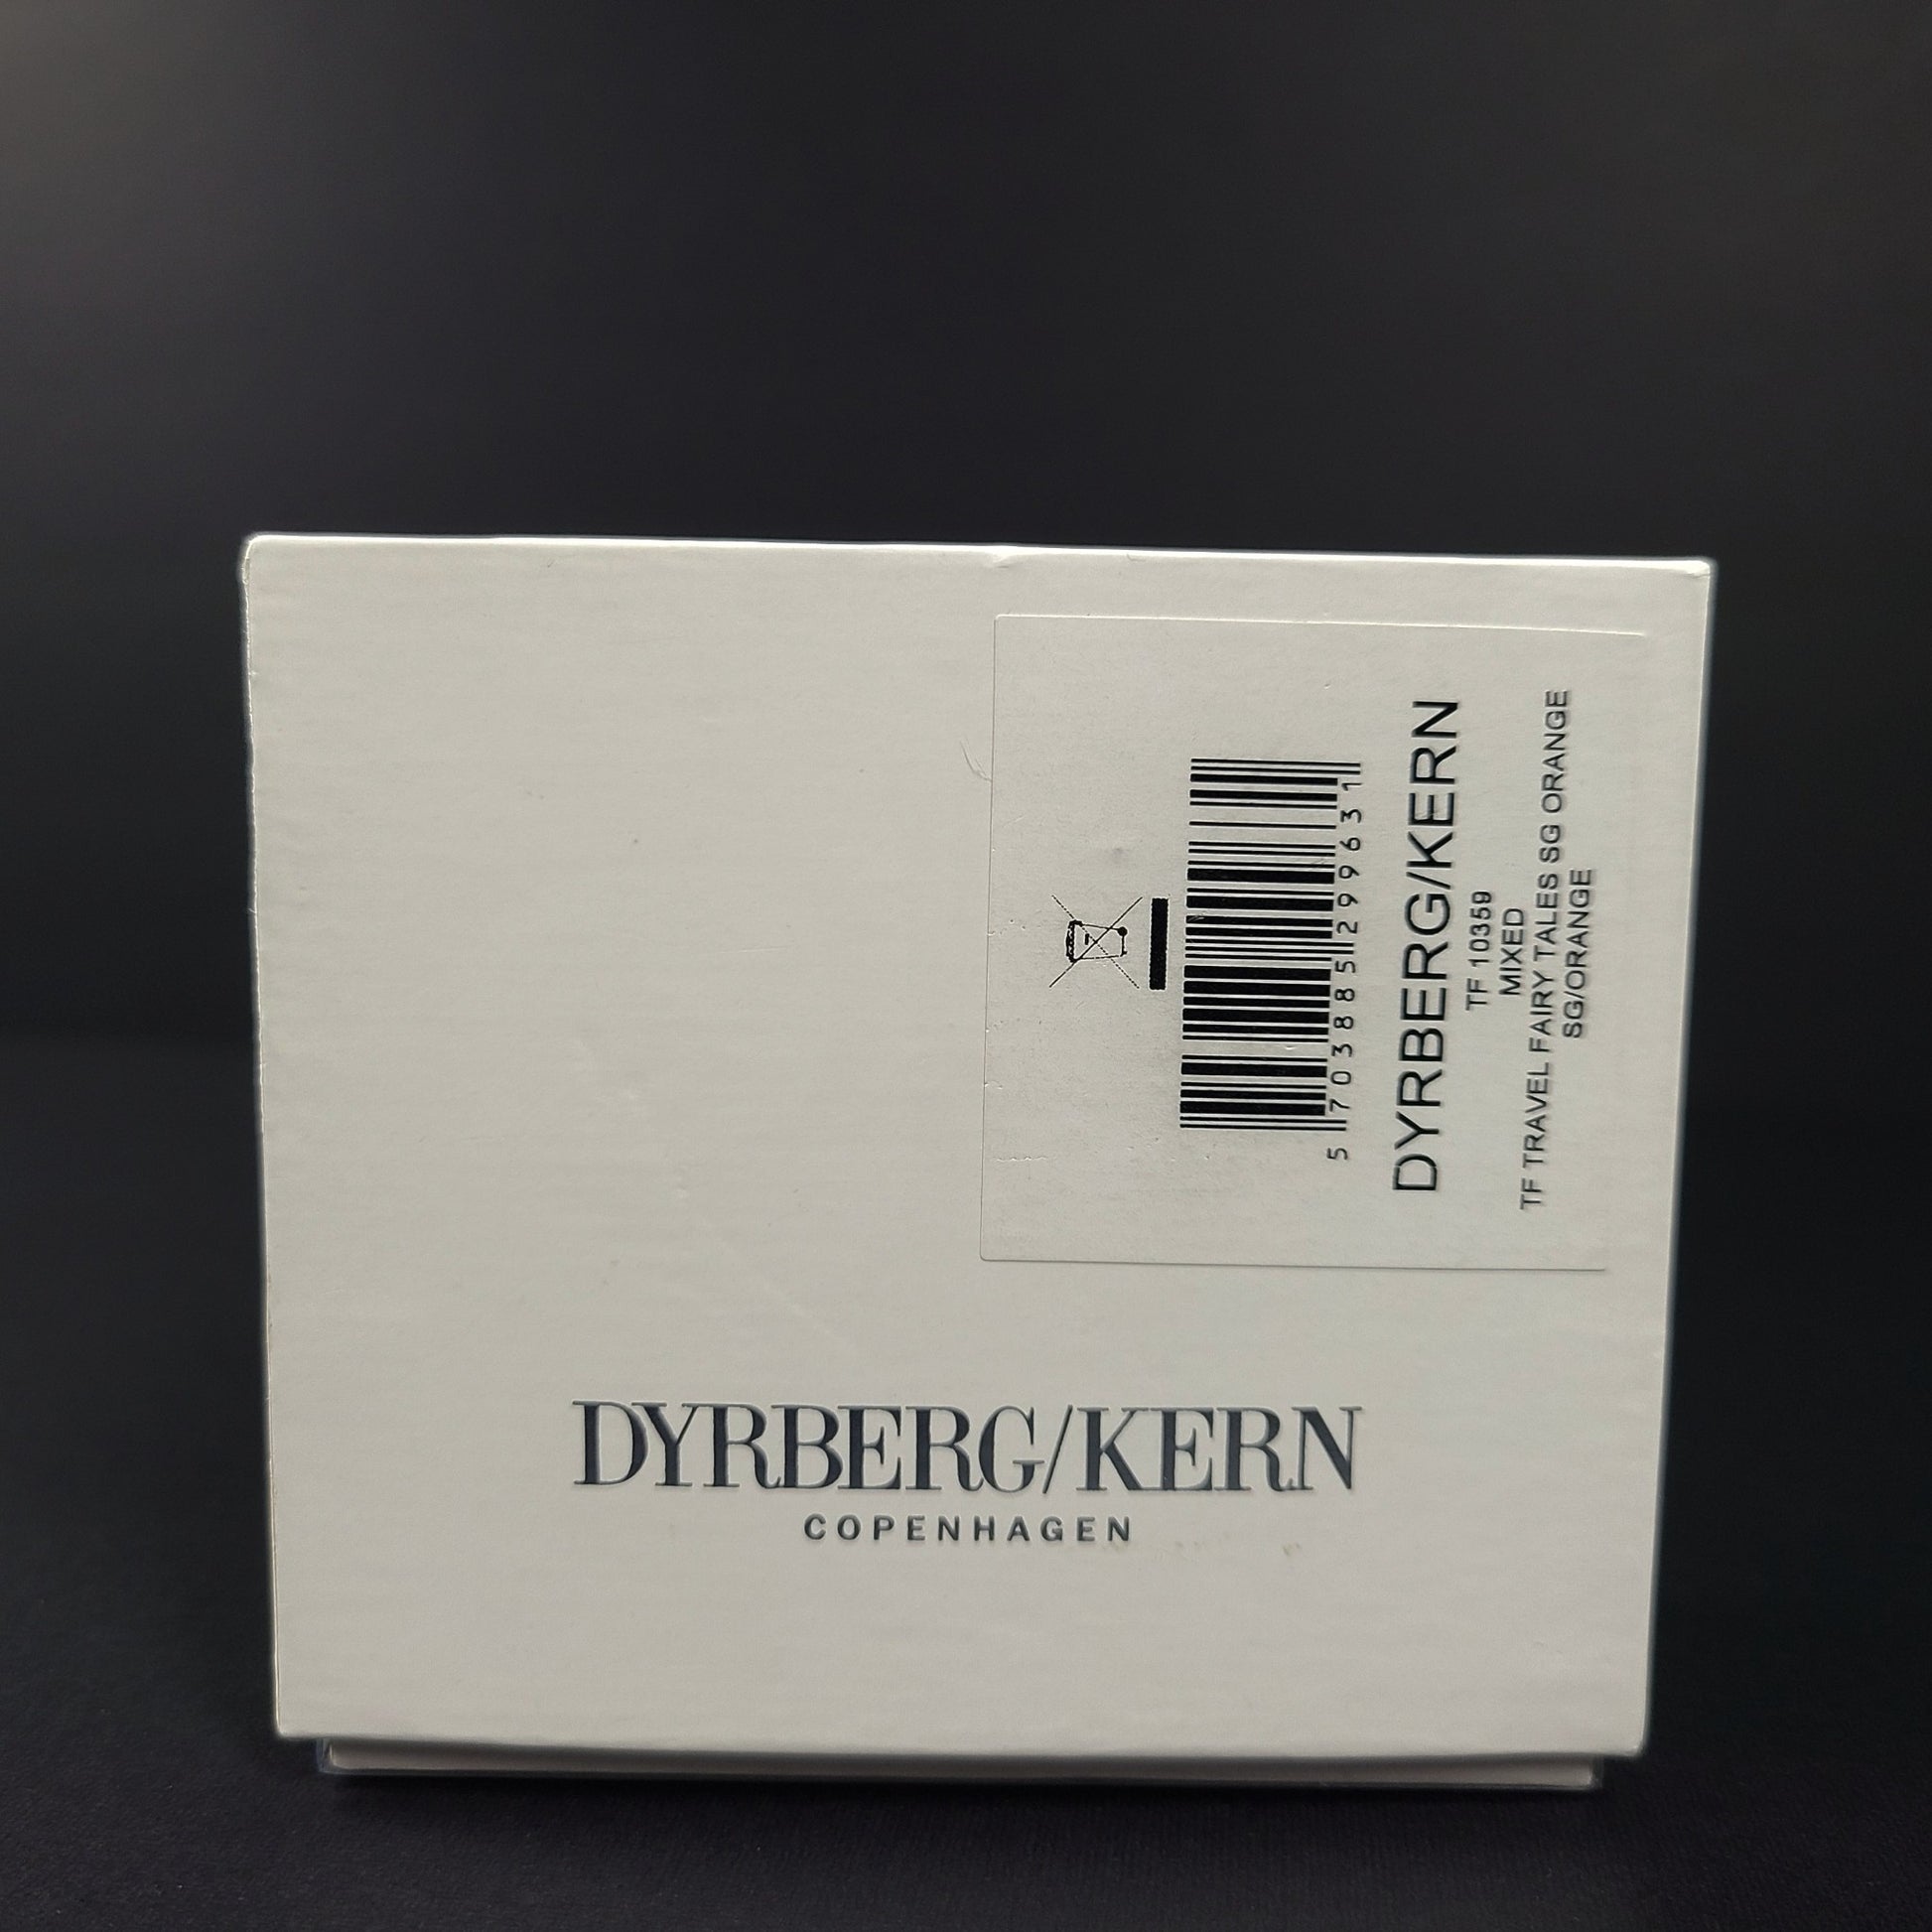 5 703885 299631
DYRBERG/KERN
TF 10359
MIXED
TF TRAVEL FAIRY TALES SG ORANGE
SG/ORANGE
DYRBERG/KERN
COPENHAGEN